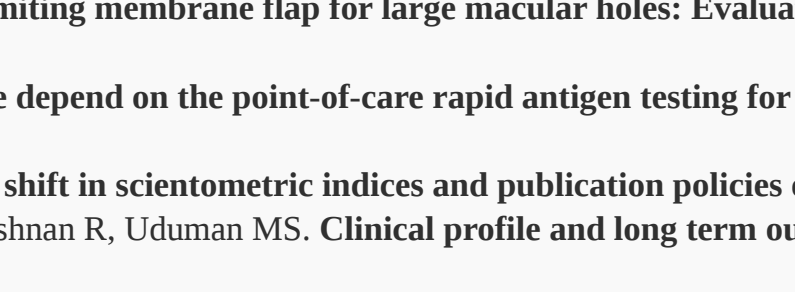 miting membrane flap for large macular holes: Evalua
e depend on the point-of-care rapid antigen testing for
shift in scientometric indices and publication policies
shnan R, Uduman MS. Clinical profile and long term ou